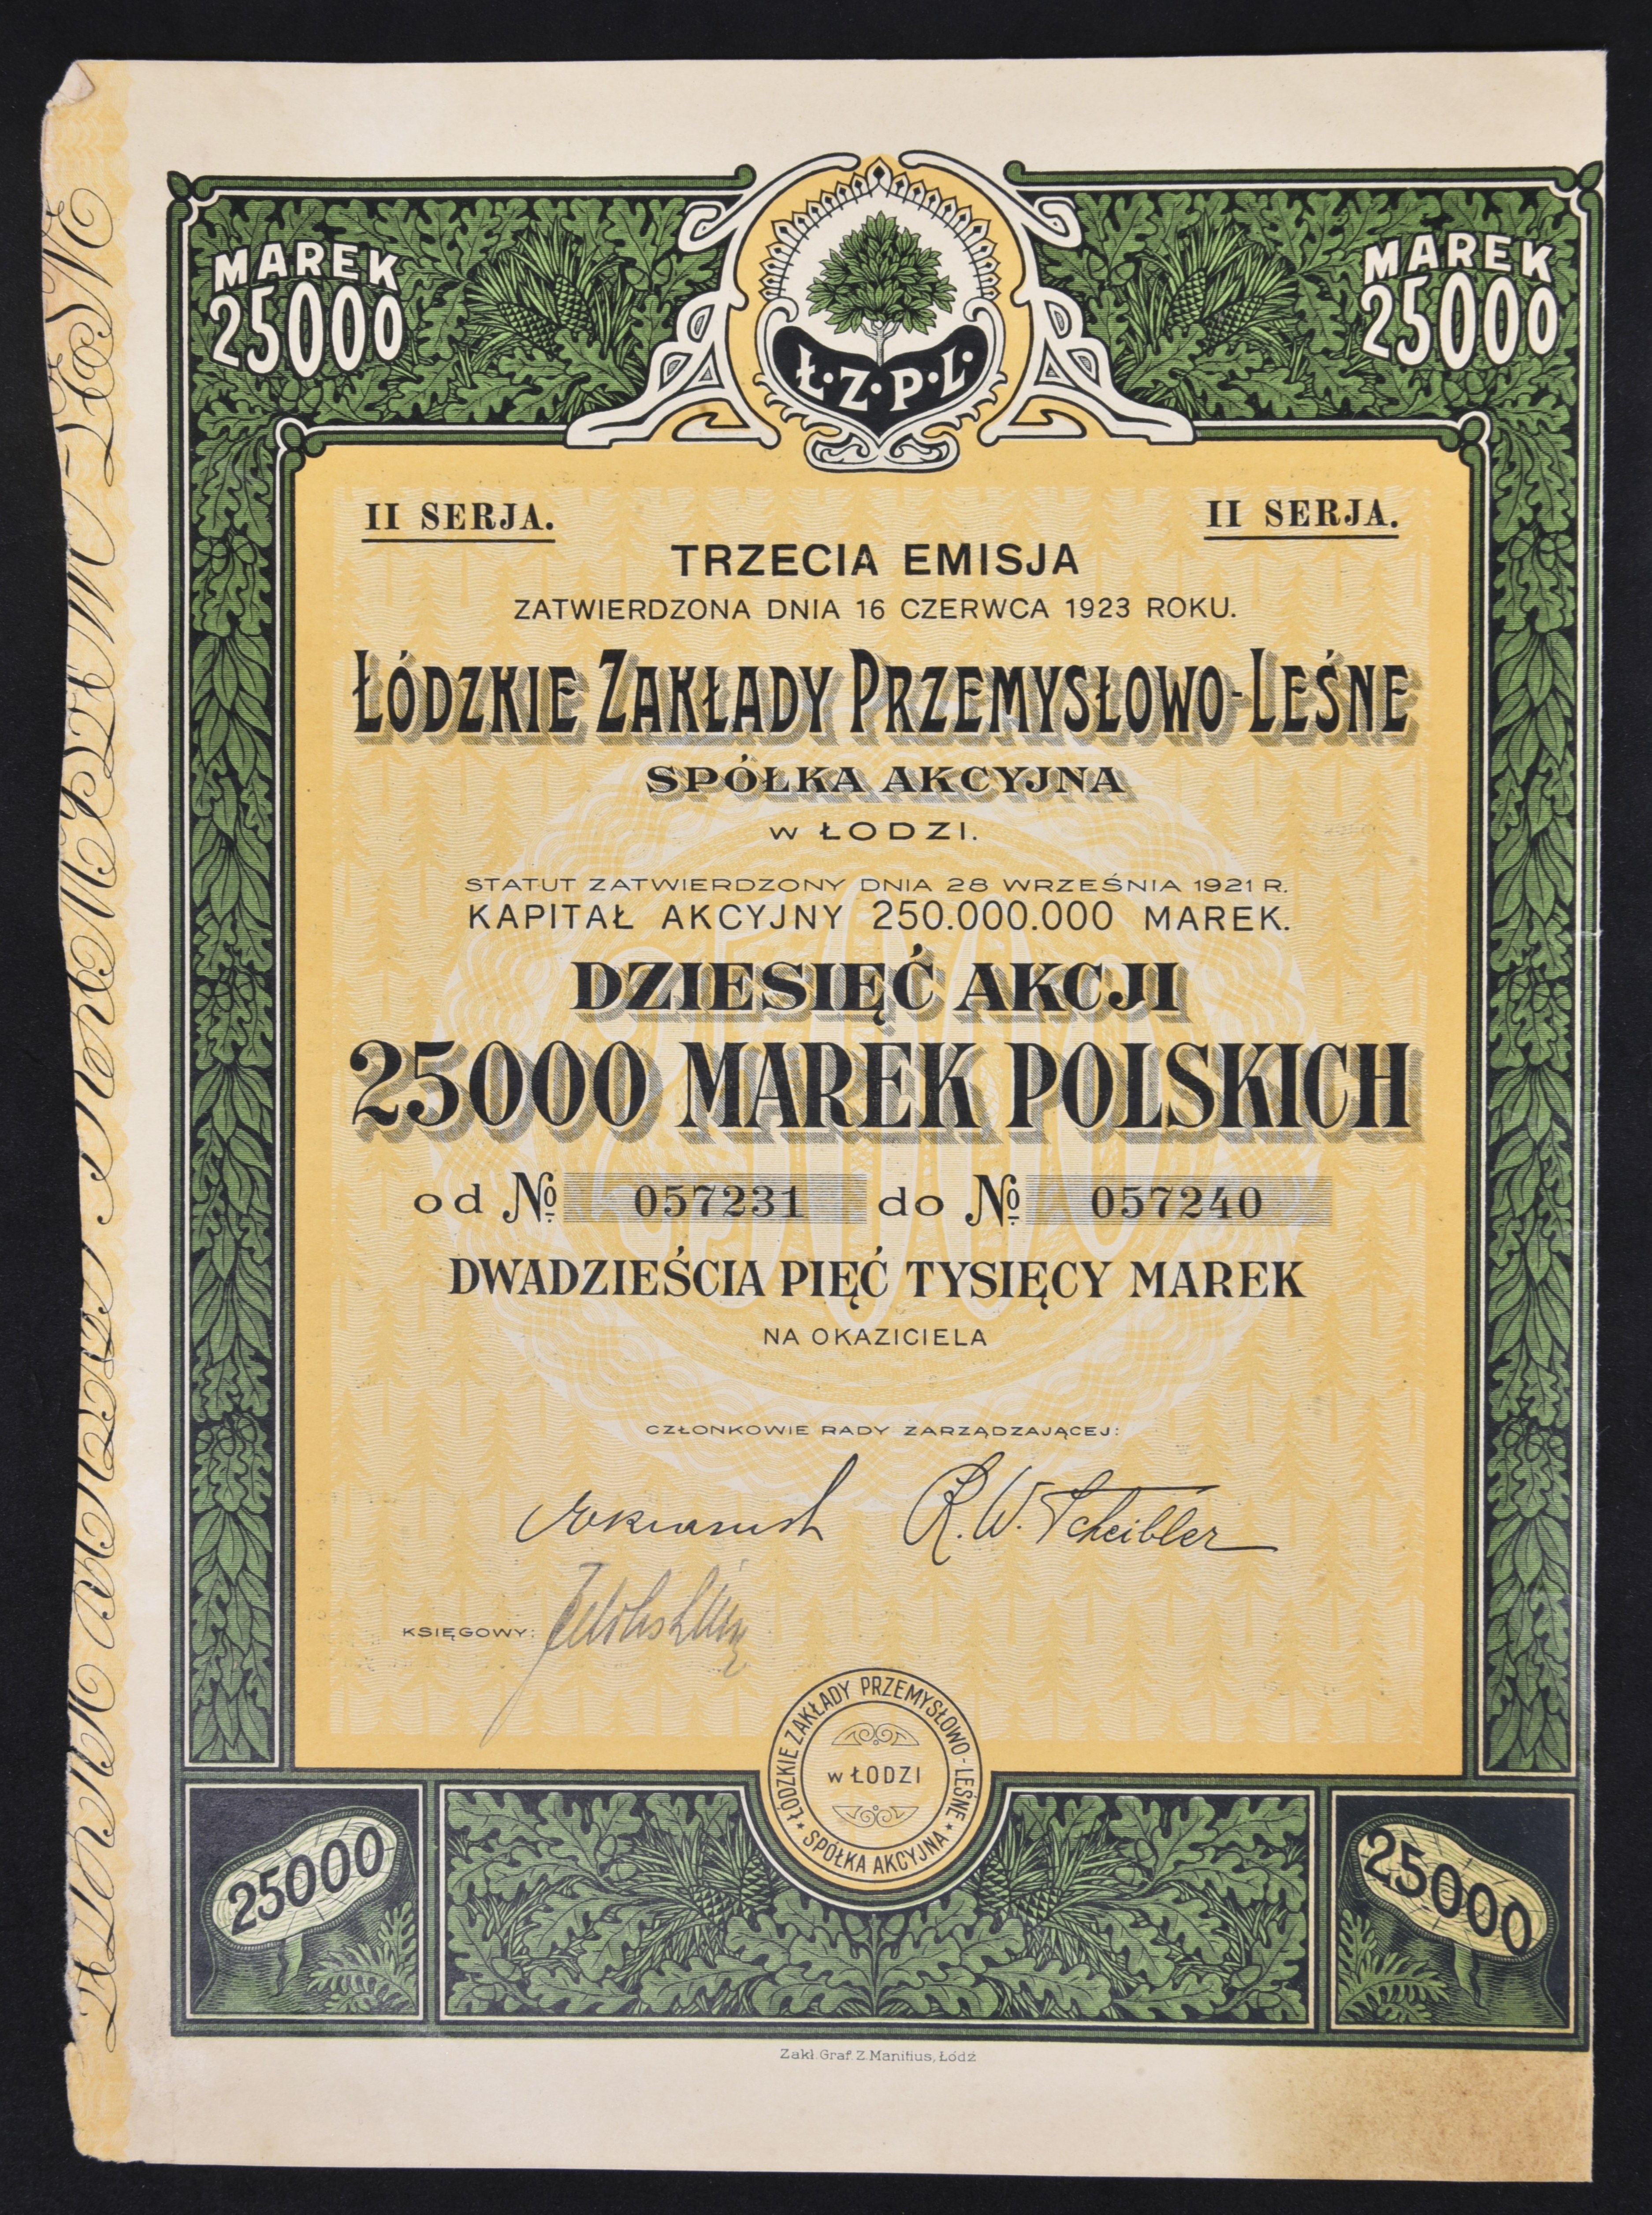 MAREK
25000
MAREK
25000
Ł·Z·P·L·
II SERJA.
II SERJA.
TRZECIA EMISJA
ZATWIERDZONA DNIA 16 CZERWCA 1923 ROKU.
ŁÓDZKIE ZAKŁADY PRZEMYSŁOWO-LEŚNE
SPÓŁKA AKCYJNA
W ŁODZI.
STATUT ZATWIERDZONY DNIA 28 WRZEŚNIA 1921 R.
KAPITAŁ AKCYJNY 250.000.000 MAREK.
DZIESIĘĆ AKCJI
25000 MAREK POLSKICH
od № 057231 do № 057240
DWADZIEŚCIA PIĘĆ TYSIĘCY MAREK
NA OKAZICIELA
CZŁONKOWIE RADY ZARZĄDZAJĄCEJ:
R. W. Scheibler
KSIĘGOWY:
ŁÓDZKIE ZAKŁADY PRZEMYSŁOWO-LEŚNE
W ŁODZI
* SPÓŁKA AKCYJNA *
25000
25000
Zakł. Graf. Z. Manitius, Łódź